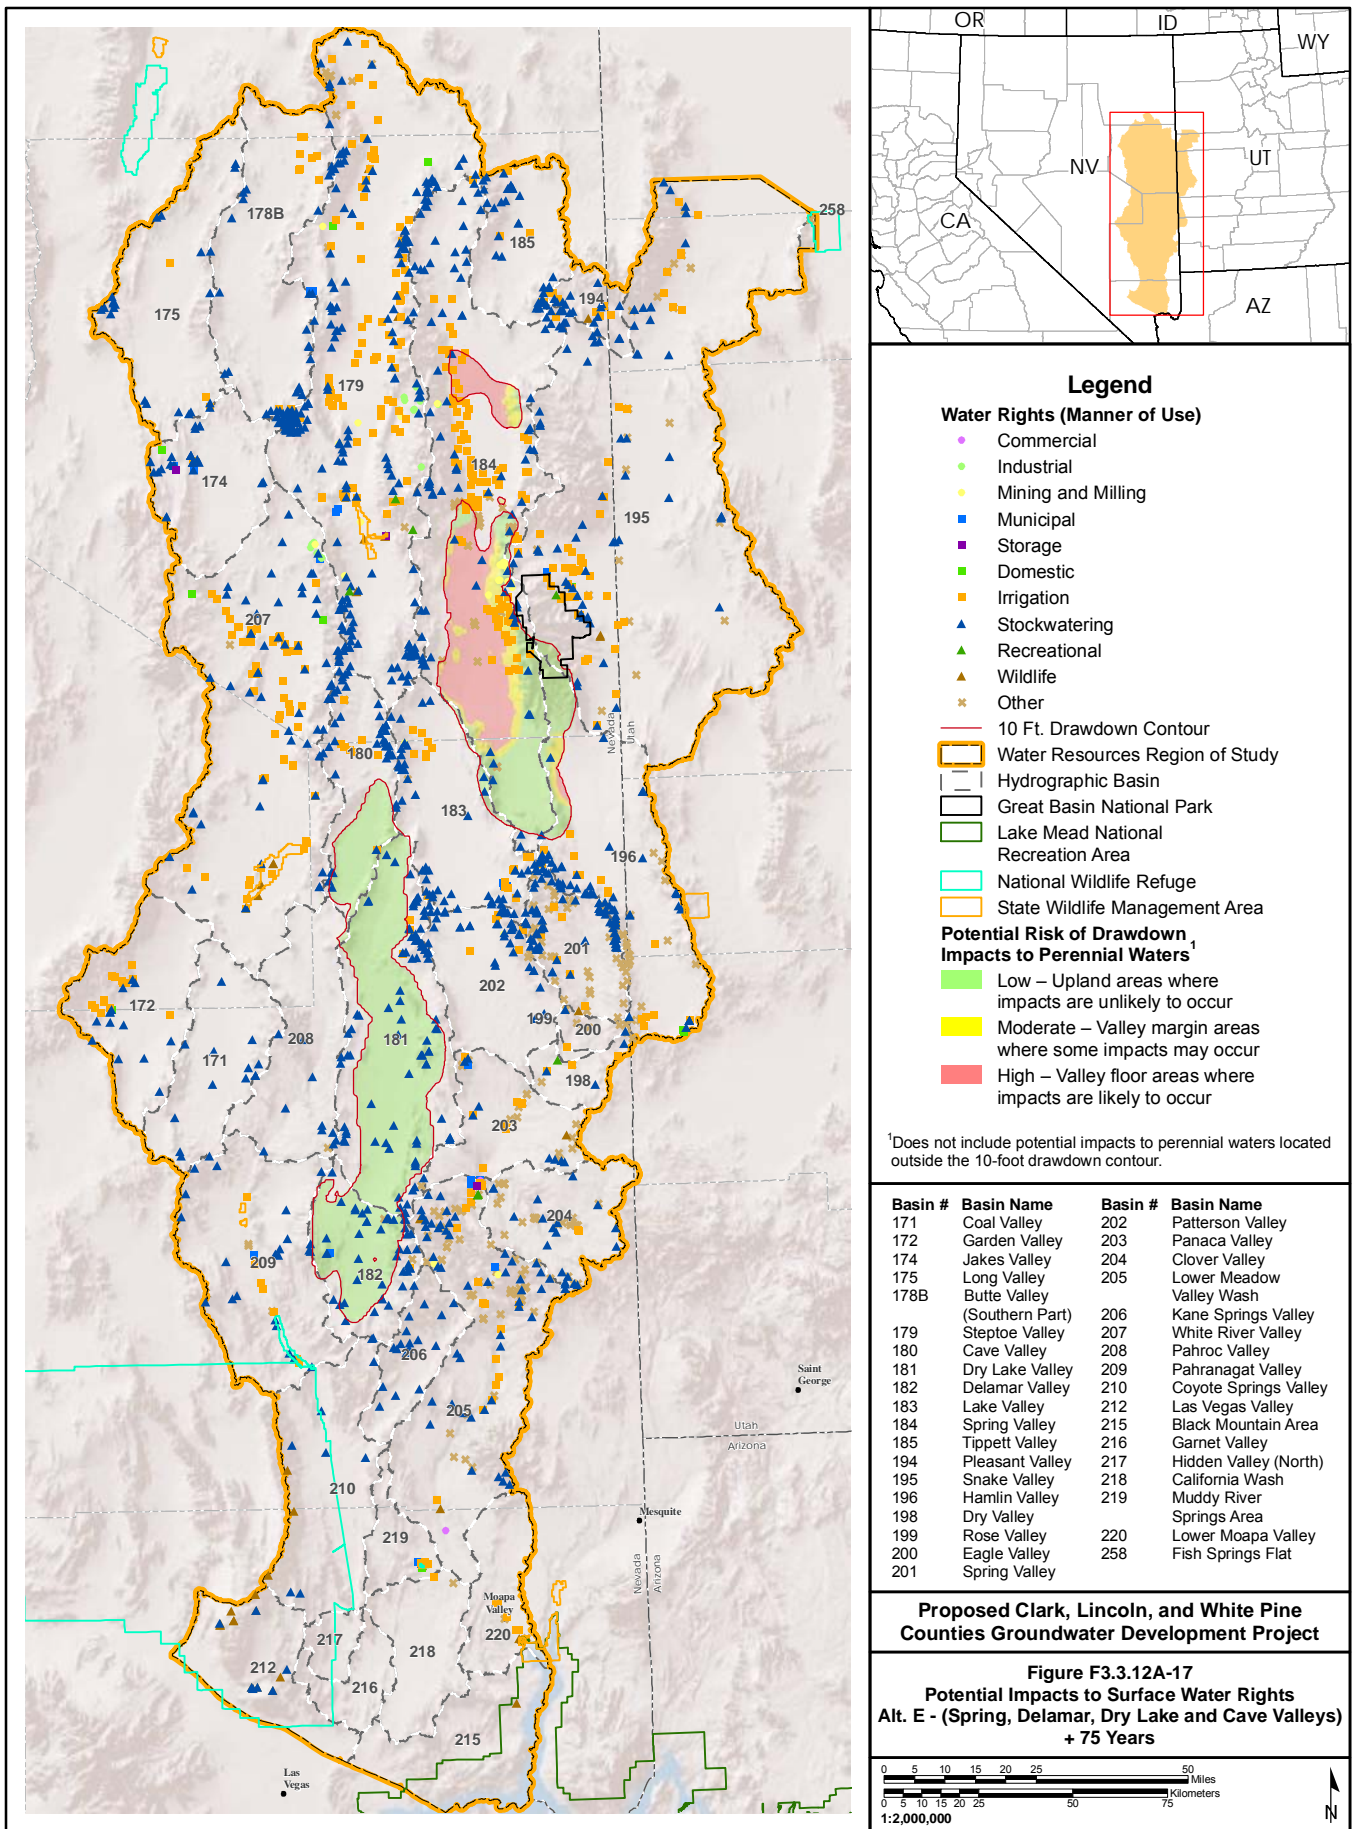 OR
ID
WY
NV
UT
CA
AZ
258
178B
185
175
194
179
184
174
195
207
180
183
196
201
202
172
199
200
208
181
171
198
203
204
209
182
206
205
210
219
217
218
220
212
216
215
Nevada
Utah
Saint
George
Utah
Arizona
Mesquite
Nevada
Arizona
Moapa
Valley
Las
Vegas
Legend
Water Rights (Manner of Use)
Commercial
Industrial
Mining and Milling
Municipal
Storage
Domestic
Irrigation
Stockwatering
Recreational
Wildlife
Other
10 Ft. Drawdown Contour
Water Resources Region of Study
Hydrographic Basin
Great Basin National Park
Lake Mead National
Recreation Area
National Wildlife Refuge
State Wildlife Management Area
Potential Risk of Drawdown
Impacts to Perennial Waters1
Low – Upland areas where
impacts are unlikely to occur
Moderate – Valley margin areas
where some impacts may occur
High – Valley floor areas where
impacts are likely to occur
1Does not include potential impacts to perennial waters located
outside the 10-foot drawdown contour.
Basin # Basin Name Basin # Basin Name
171 Coal Valley 202 Patterson Valley
172 Garden Valley 203 Panaca Valley
174 Jakes Valley 204 Clover Valley
175 Long Valley 205 Lower Meadow
178B Butte Valley Valley Wash
(Southern Part) 206 Kane Springs Valley
179 Steptoe Valley 207 White River Valley
180 Cave Valley 208 Pahroc Valley
181 Dry Lake Valley 209 Pahranagat Valley
182 Delamar Valley 210 Coyote Springs Valley
183 Lake Valley 212 Las Vegas Valley
184 Spring Valley 215 Black Mountain Area
185 Tippett Valley 216 Garnet Valley
194 Pleasant Valley 217 Hidden Valley (North)
195 Snake Valley 218 California Wash
196 Hamlin Valley 219 Muddy River
198 Dry Valley Springs Area
199 Rose Valley 220 Lower Moapa Valley
200 Eagle Valley 258 Fish Springs Flat
201 Spring Valley
Proposed Clark, Lincoln, and White Pine
Counties Groundwater Development Project
Figure F3.3.12A-17
Potential Impacts to Surface Water Rights
Alt. E - (Spring, Delamar, Dry Lake and Cave Valleys)
+ 75 Years
0 5 10 15 20 25 50
Miles
Kilometers
0 5 10 15 20 25 50 75
1:2,000,000
N